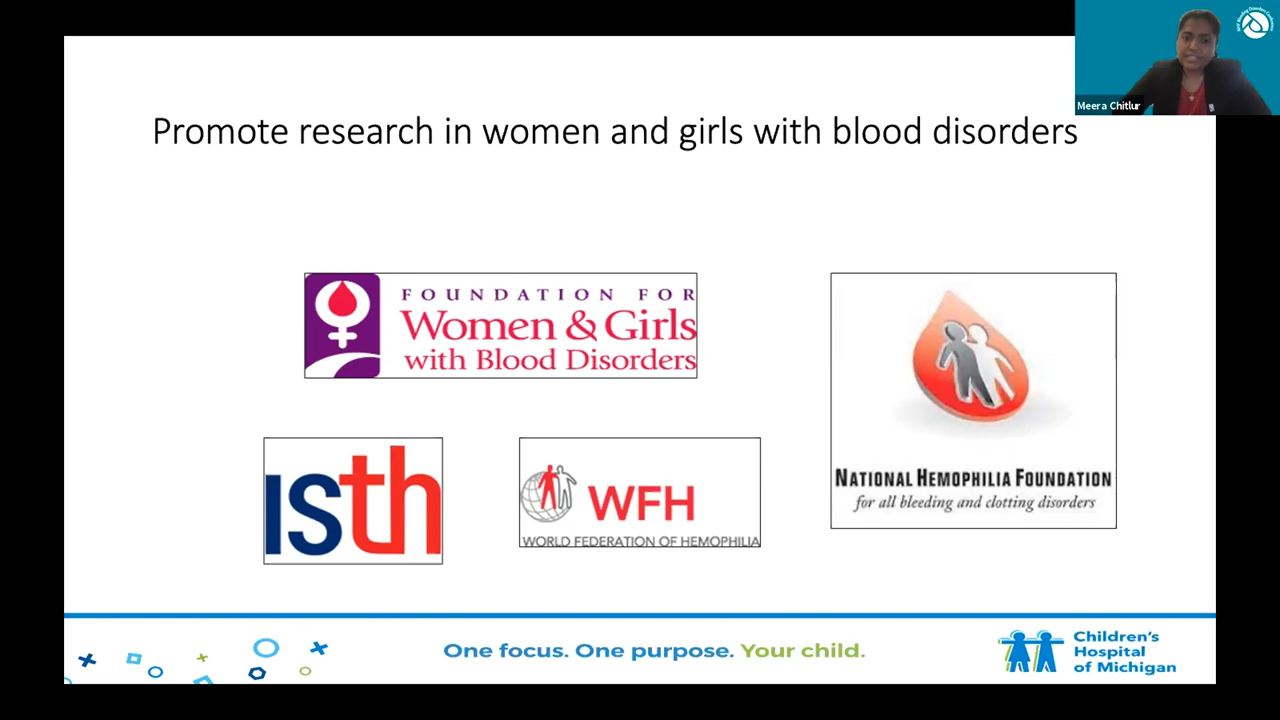 Meera Chitlur
Promote research in women and girls with blood disorders
FOUNDATION FOR
Women & Girls
with Blood Disorders
NATIONAL HEMOPHILIA FOUNDATION
for all bleeding and clotting disorders
isth
WFH
WORLD FEDERATION OF HEMOPHILIA
One focus. One purpose. Your child.
Children's
Hospital
of Michigan